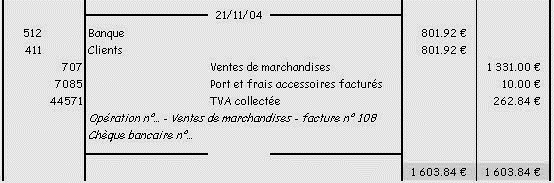 21/11/04
512 Banque 801.92 €
411 Clients 801.92 €
707 Ventes de marchandises 1 331.00 €
7085 Port et frais accessoires facturés 10.00 €
44571 TVA collectée 262.84 €
Opération n°... - Ventes de marchandises - facture n° 108
Chèque bancaire n°...
1 603.84 € 1 603.84 €